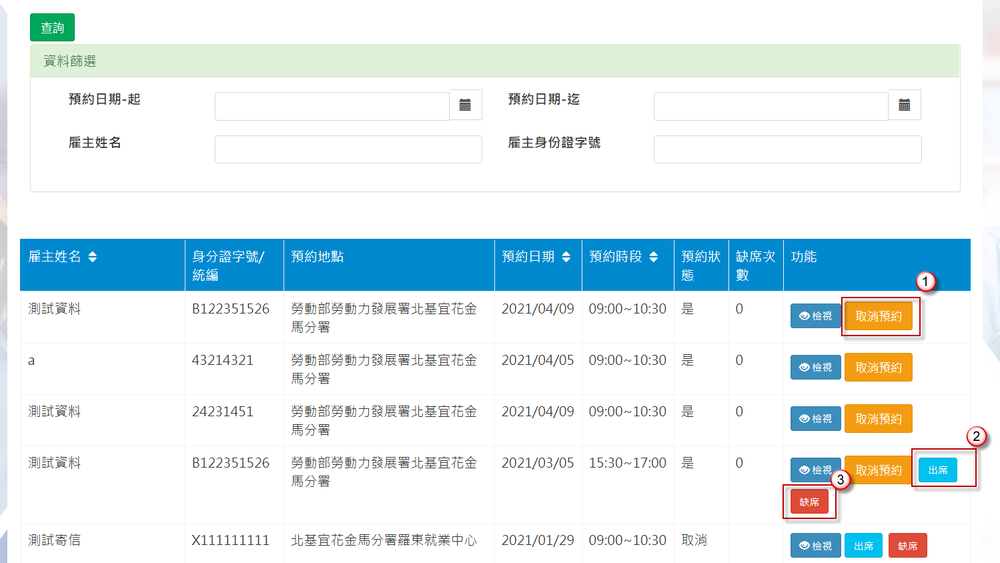 查詢
資料篩選
預約日期-起
預約日期-迄
雇主姓名
雇主身份證字號
雇主姓名 身分證字號/ 預約地點 預約日期 預約時段 預約狀 缺席次 功能
統編 態 數
1
測試資料 B122351526 勞動部勞動力發展署北基宜花金 2021/04/09 09:00~10:30 是 0 檢視 取消預約
馬分署
a 43214321 勞動部勞動力發展署北基宜花金 2021/04/05 09:00~10:30 是 0 檢視 取消預約
馬分署
測試資料 24231451 勞動部勞動力發展署北基宜花金 2021/04/09 09:00~10:30 是 0 檢視 取消預約
馬分署
2
測試資料 B122351526 勞動部勞動力發展署北基宜花金 2021/03/05 15:30~17:00 是 0 檢視 取消預約 出席
馬分署
3
缺席
測試寄信 X111111111 北基宜花金馬分署羅東就業中心 2021/01/29 09:00~10:30 取消 檢視 出席 缺席